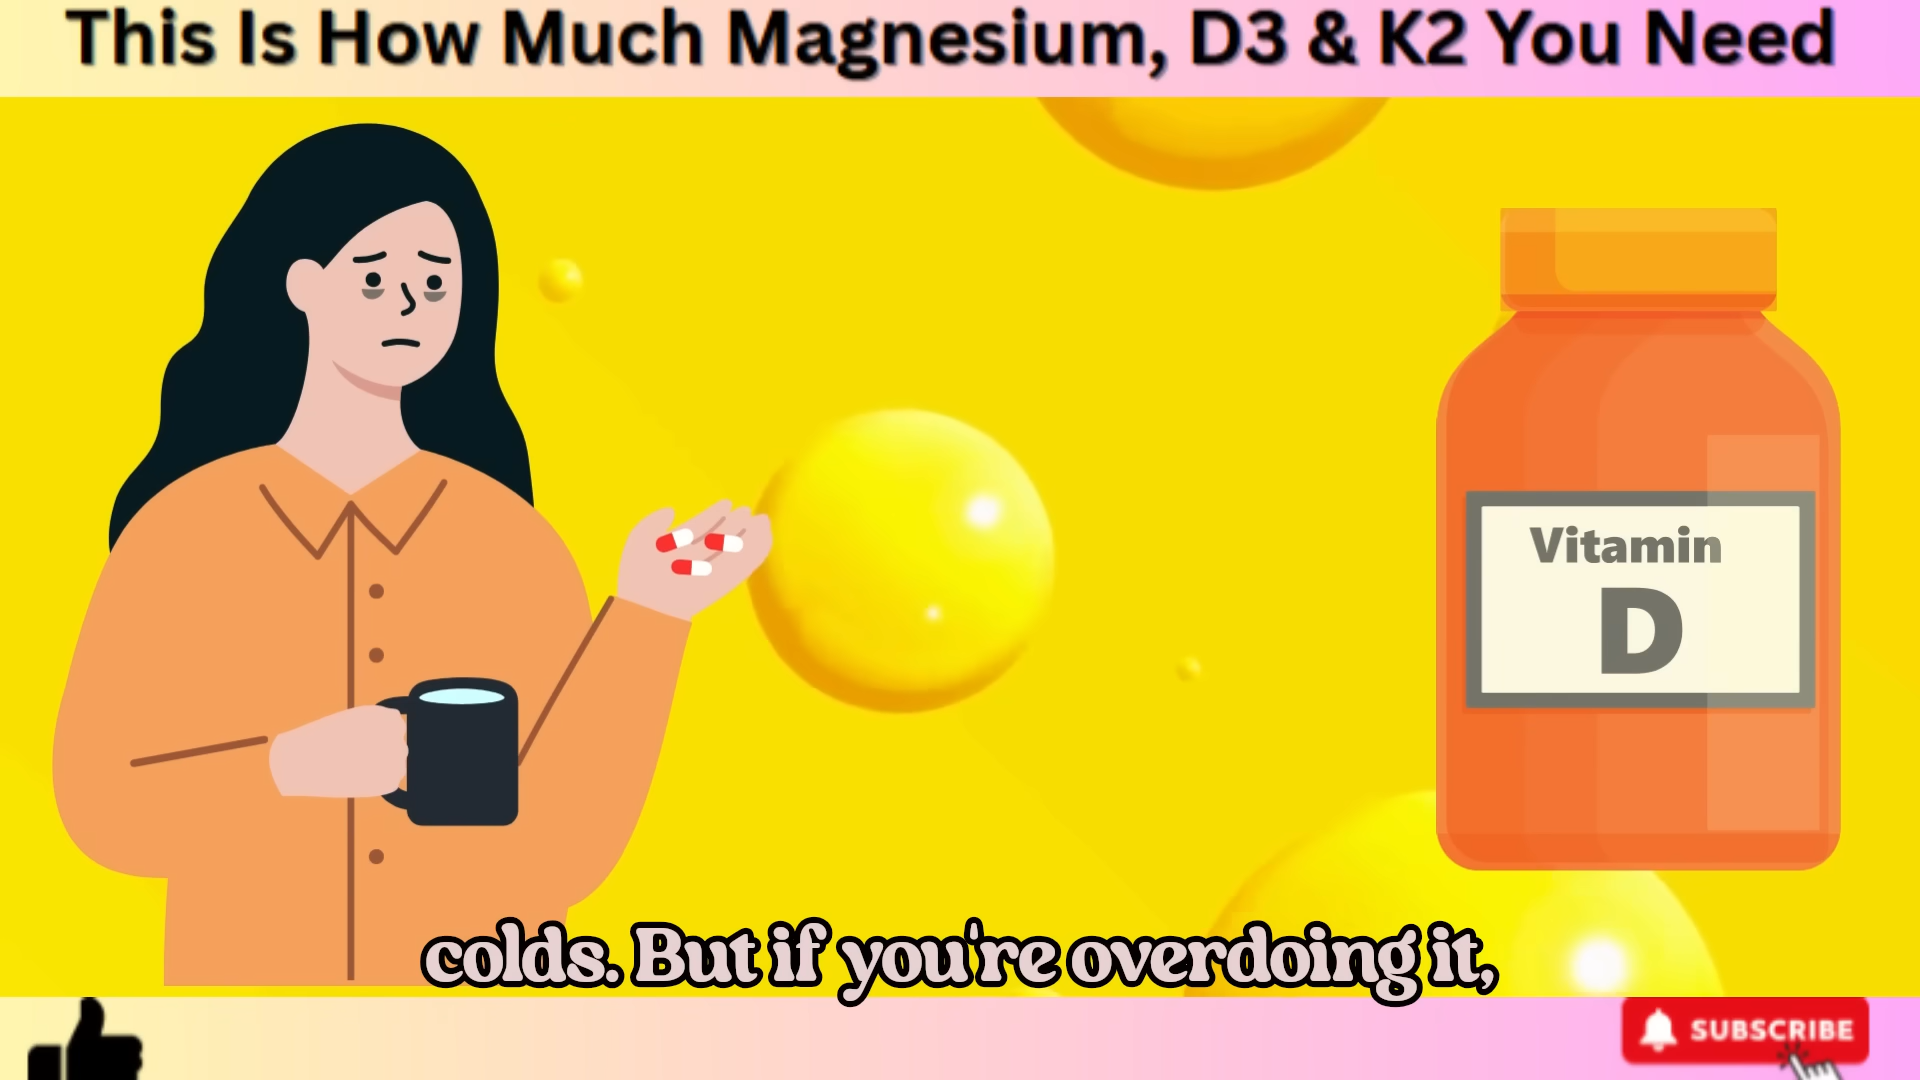 This Is How Much Magnesium, D3 & K2 You Need
Vitamin
D
colds. But if you're overdoing it,
SUBSCRIBE